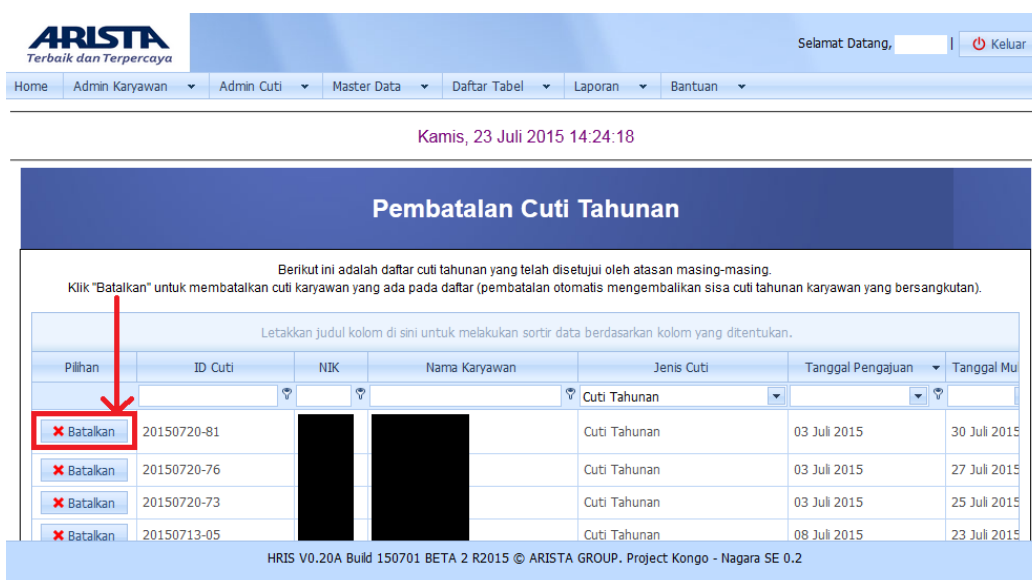 ARISTA
Terbaik dan Terpercaya
Selamat Datang, | Keluar
Home Admin Karyawan Admin Cuti Master Data Daftar Tabel Laporan Bantuan
Kamis, 23 Juli 2015 14:24:18
Pembatalan Cuti Tahunan
Berikut ini adalah daftar cuti tahunan yang telah disetujui oleh atasan masing-masing.
Klik "Batalkan" untuk membatalkan cuti karyawan yang ada pada daftar (pembatalan otomatis mengembalikan sisa cuti tahunan karyawan yang bersangkutan).
Letakkan judul kolom di sini untuk melakukan sortir data berdasarkan kolom yang ditentukan.
Pilihan ID Cuti NIK Nama Karyawan Jenis Cuti Tanggal Pengajuan Tanggal Mul
Cuti Tahunan
Batalkan 20150720-81 Cuti Tahunan 03 Juli 2015 30 Juli 2015
Batalkan 20150720-76 Cuti Tahunan 03 Juli 2015 27 Juli 2015
Batalkan 20150720-73 Cuti Tahunan 03 Juli 2015 25 Juli 2015
Batalkan 20150713-05 Cuti Tahunan 08 Juli 2015 23 Juli 2015
HRIS V0.20A Build 150701 BETA 2 R2015 © ARISTA GROUP. Project Kongo - Nagara SE 0.2